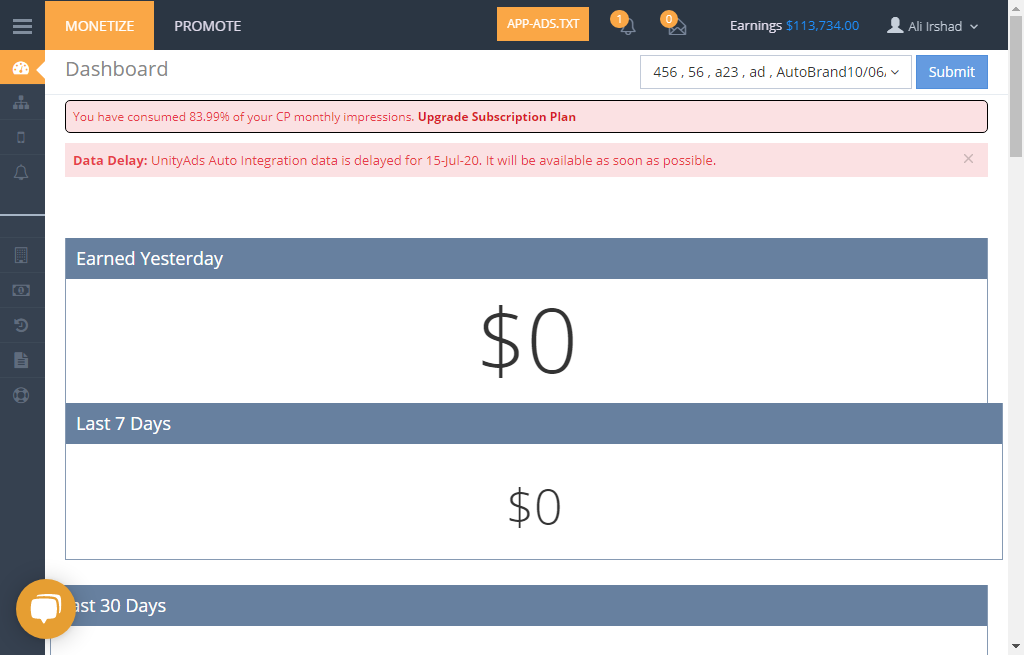 MONETIZE PROMOTE APP-ADS.TXT 1 0 Earnings $113,734.00 Ali Irshad
Dashboard 456 , 56 , a23 , ad , AutoBrand10/06, Submit
You have consumed 83.99% of your CP monthly impressions. Upgrade Subscription Plan
Data Delay: UnityAds Auto Integration data is delayed for 15-Jul-20. It will be available as soon as possible. ×
Earned Yesterday
$0
Last 7 Days
$0
ast 30 Days